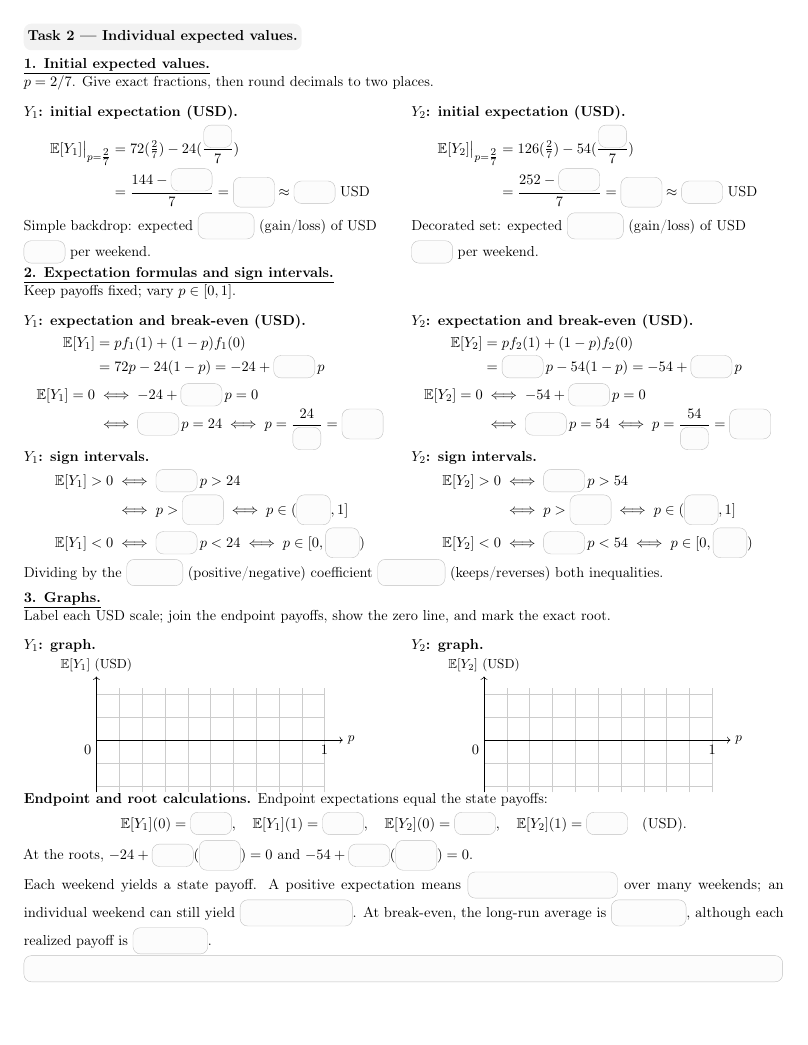 Task 2 — Individual expected values.
1. Initial expected values.
p = 2/7. Give exact fractions, then round decimals to two places.
Y₁: initial expectation (USD).
𝔼[Y₁]|_{p=2/7} = 72(2/7) − 24( /7)
= (144 − )/7 = ≈ USD
Simple backdrop: expected (gain/loss) of USD
per weekend.
Y₂: initial expectation (USD).
𝔼[Y₂]|_{p=2/7} = 126(2/7) − 54( /7)
= (252 − )/7 = ≈ USD
Decorated set: expected (gain/loss) of USD
per weekend.
2. Expectation formulas and sign intervals.
Keep payoffs fixed; vary p ∈ [0, 1].
Y₁: expectation and break-even (USD).
𝔼[Y₁] = pf₁(1) + (1 − p)f₁(0)
= 72p − 24(1 − p) = −24 + p
𝔼[Y₁] = 0 ⟺ −24 + p = 0
⟺ p = 24 ⟺ p = 24/ =
Y₁: sign intervals.
𝔼[Y₁] > 0 ⟺ p > 24
⟺ p > ⟺ p ∈ ( , 1]
𝔼[Y₁] < 0 ⟺ p < 24 ⟺ p ∈ [0, )
Y₂: expectation and break-even (USD).
𝔼[Y₂] = pf₂(1) + (1 − p)f₂(0)
= p − 54(1 − p) = −54 + p
𝔼[Y₂] = 0 ⟺ −54 + p = 0
⟺ p = 54 ⟺ p = 54/ =
Y₂: sign intervals.
𝔼[Y₂] > 0 ⟺ p > 54
⟺ p > ⟺ p ∈ ( , 1]
𝔼[Y₂] < 0 ⟺ p < 54 ⟺ p ∈ [0, )
Dividing by the (positive/negative) coefficient (keeps/reverses) both inequalities.
3. Graphs.
Label each USD scale; join the endpoint payoffs, show the zero line, and mark the exact root.
Y₁: graph.
𝔼[Y₁] (USD)
p
0 1
Y₂: graph.
𝔼[Y₂] (USD)
p
0 1
Endpoint and root calculations. Endpoint expectations equal the state payoffs:
𝔼[Y₁](0) = , 𝔼[Y₁](1) = , 𝔼[Y₂](0) = , 𝔼[Y₂](1) = (USD).
At the roots, −24 + ( ) = 0 and −54 + ( ) = 0.
Each weekend yields a state payoff. A positive expectation means over many weekends; an
individual weekend can still yield . At break-even, the long-run average is , although each
realized payoff is .